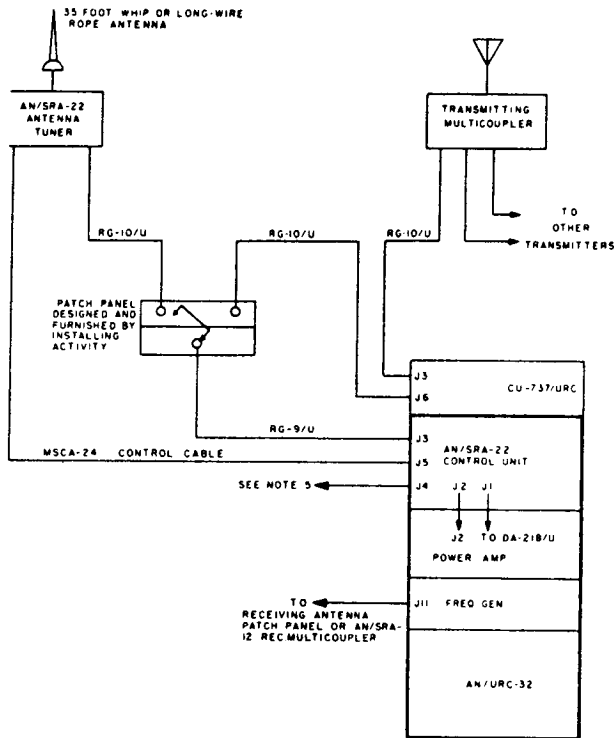 35 FOOT WHIP OR LONG-WIRE
ROPE ANTENNA
AN/SRA-22
ANTENNA
TUNER
TRANSMITTING
MULTICOUPLER
TO
OTHER
TRANSMITTERS
RG-10/U
RG-10/U
RG-10/U
PATCH PANEL
DESIGNED AND
FURNISHED BY
INSTALLING
ACTIVITY
J3
CU-737/URC
J6
RG-9/U
J3
AN/SRA-22
CONTROL UNIT
MSCA-24 CONTROL CABLE
J5
SEE NOTE 5
J4
J2
J1
J2
TO DA-218/U
POWER AMP
TO
RECEIVING ANTENNA
PATCH PANEL OR AN/SRA-
12 REC.MULTICOUPLER
J11
FREQ GEN
AN/URC-32